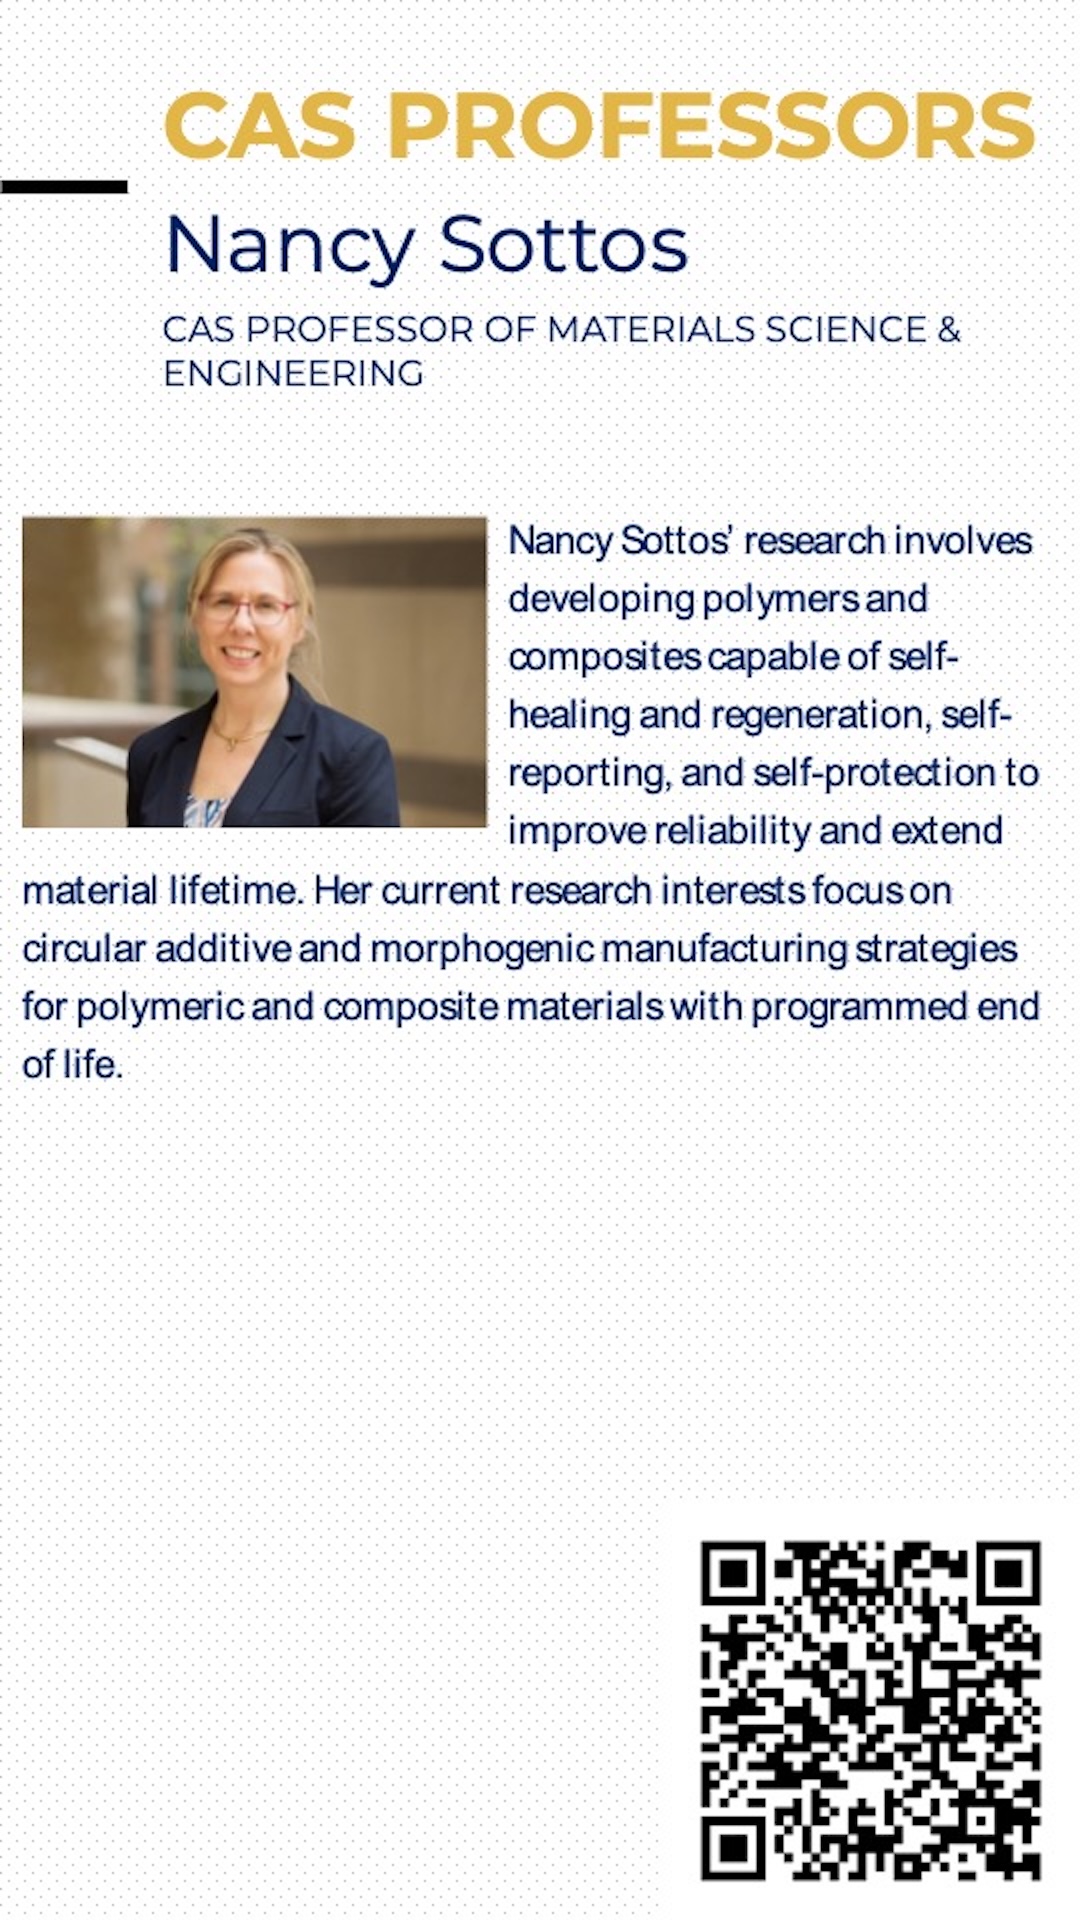 CAS PROFESSORS
Nancy Sottos
CAS PROFESSOR OF MATERIALS SCIENCE &
ENGINEERING
Nancy Sottos’ research involves
developing polymers and
composites capable of self-
healing and regeneration, self-
reporting, and self-protection to
improve reliability and extend
material lifetime. Her current research interests focus on
circular additive and morphogenic manufacturing strategies
for polymeric and composite materials with programmed end
of life.